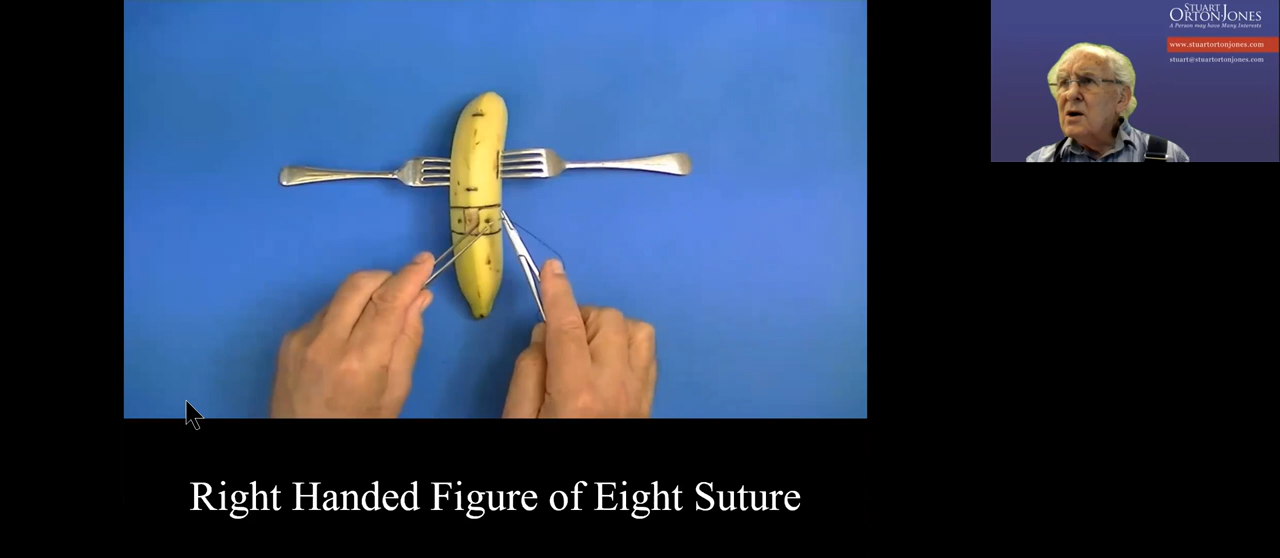 STUART
ORTON-JONES
A Person may have Many Interests
www.stuartortonjones.com
stuart@stuartortonjones.com
Right Handed Figure of Eight Suture